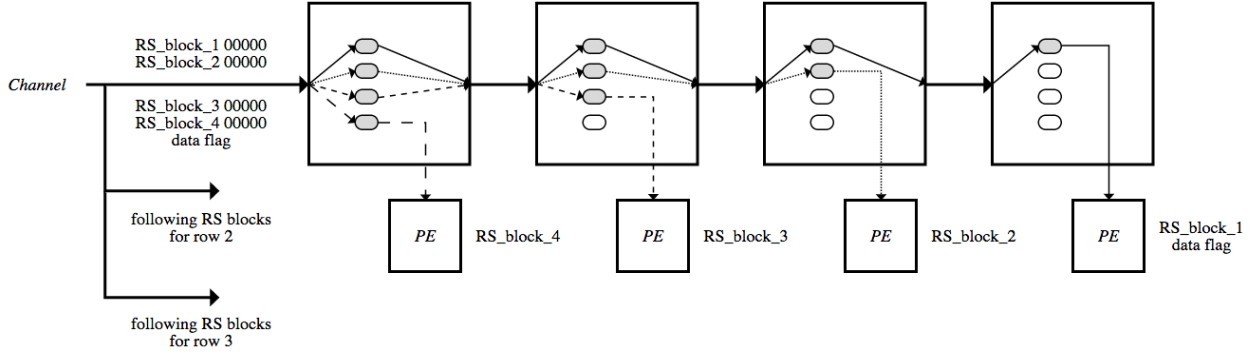 RS_block_1 00000
RS_block_2 00000
Channel
RS_block_3 00000
RS_block_4 00000
data flag
following RS blocks
for row 2
PE
RS_block_4
PE
RS_block_3
PE
RS_block_2
PE
RS_block_1
data flag
following RS blocks
for row 3